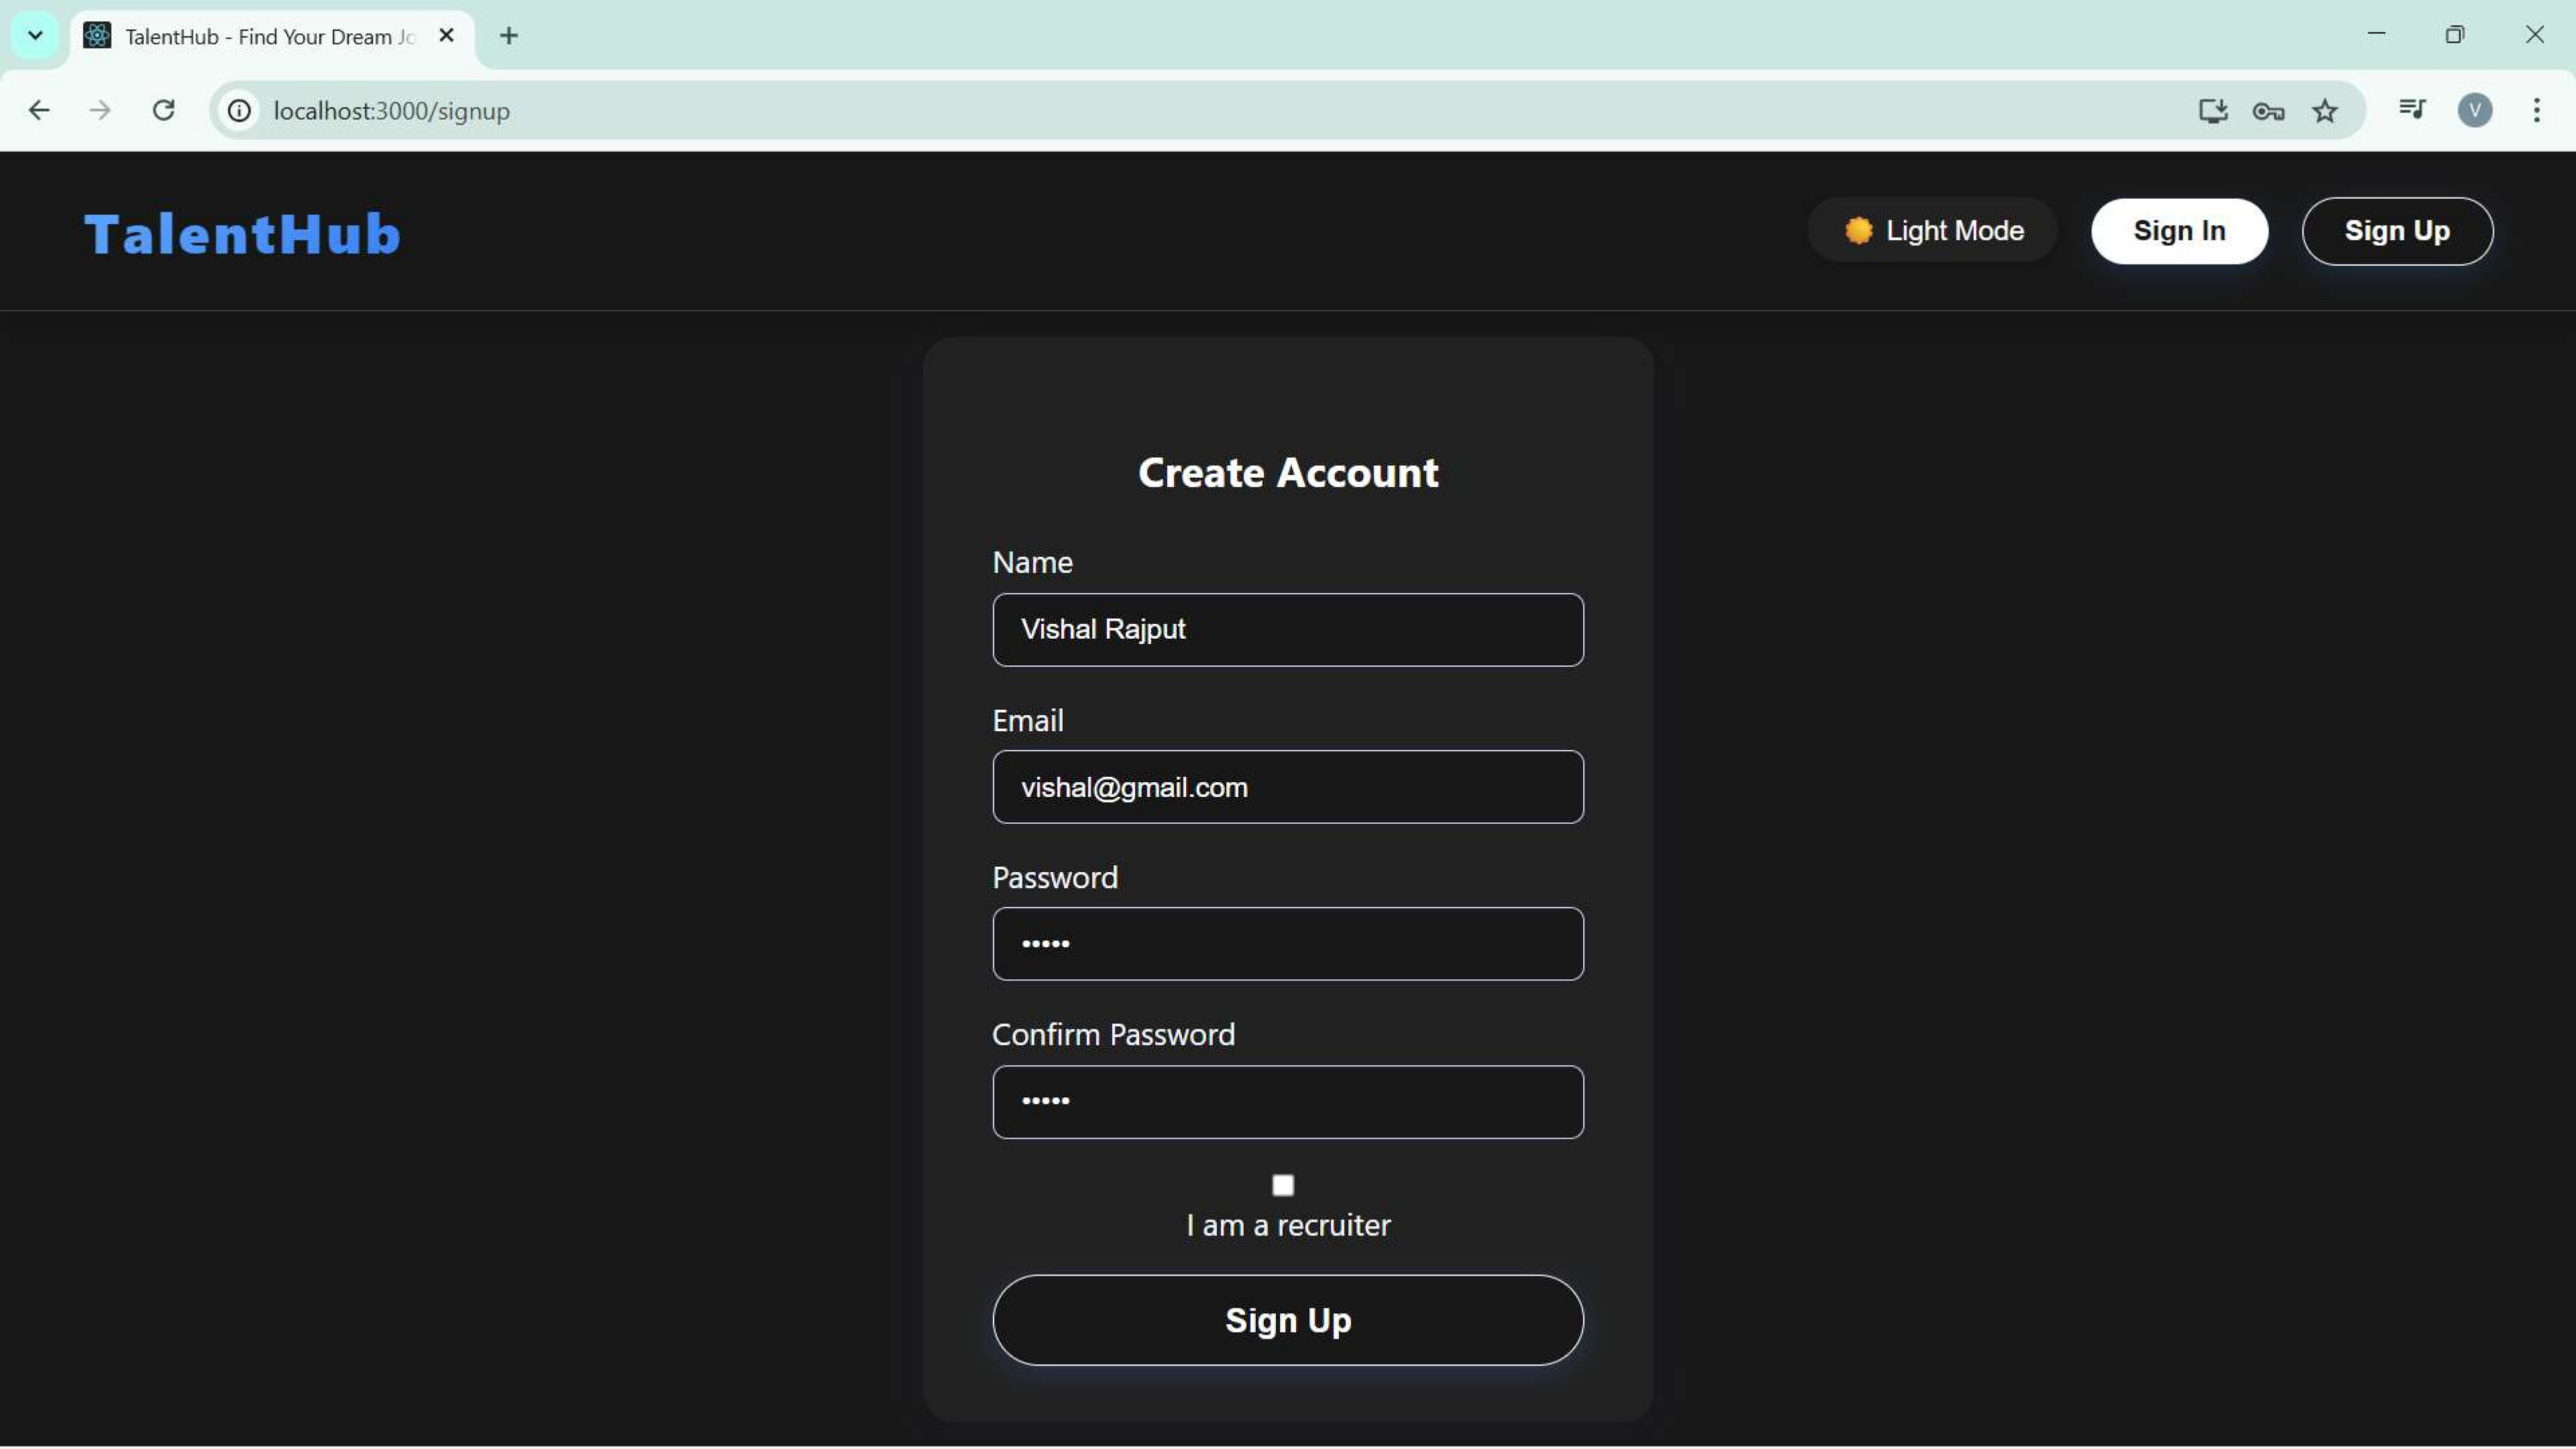 TalentHub - Find Your Dream Jo
localhost:3000/signup
V
TalentHub
Light Mode
Sign In
Sign Up
Create Account
Name
Vishal Rajput
Email
vishal@gmail.com
Password
•••••
Confirm Password
•••••
I am a recruiter
Sign Up